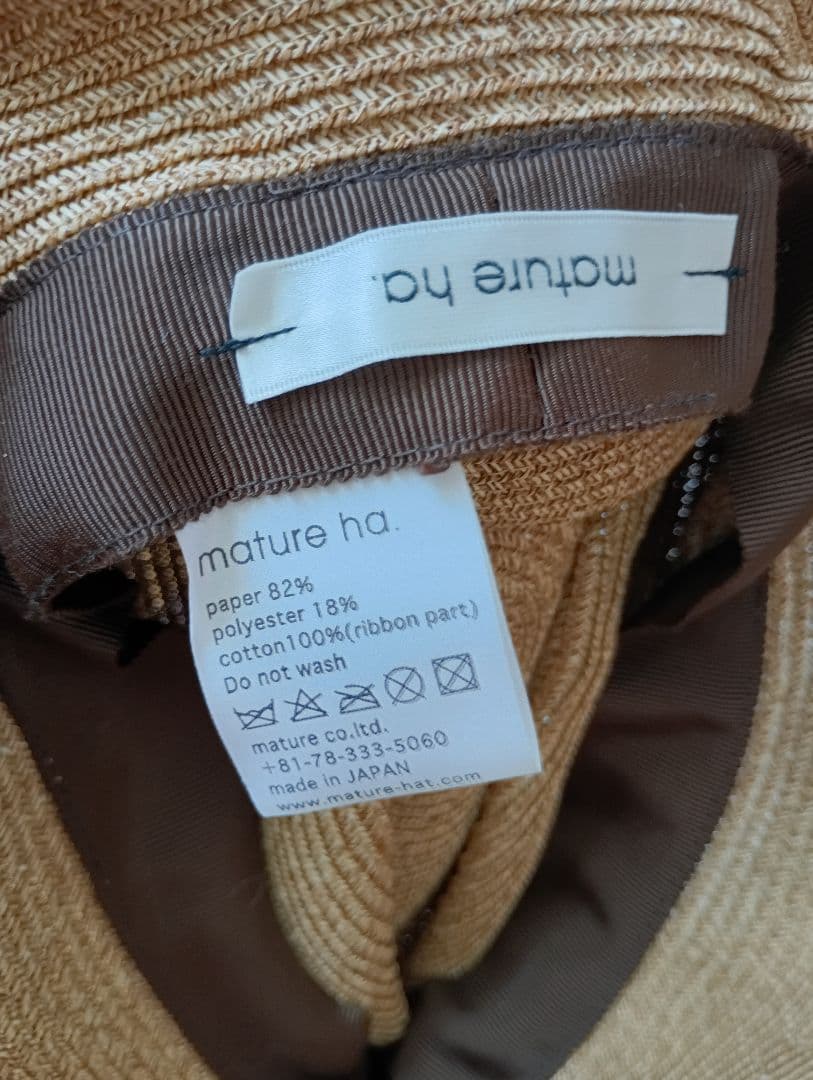 mature ha.
mature ha.
paper 82%
polyester 18%
cotton100%(ribbon part)
Do not wash
mature co.ltd.
+81-78-333-5060
made in JAPAN
www.mature-hat.com